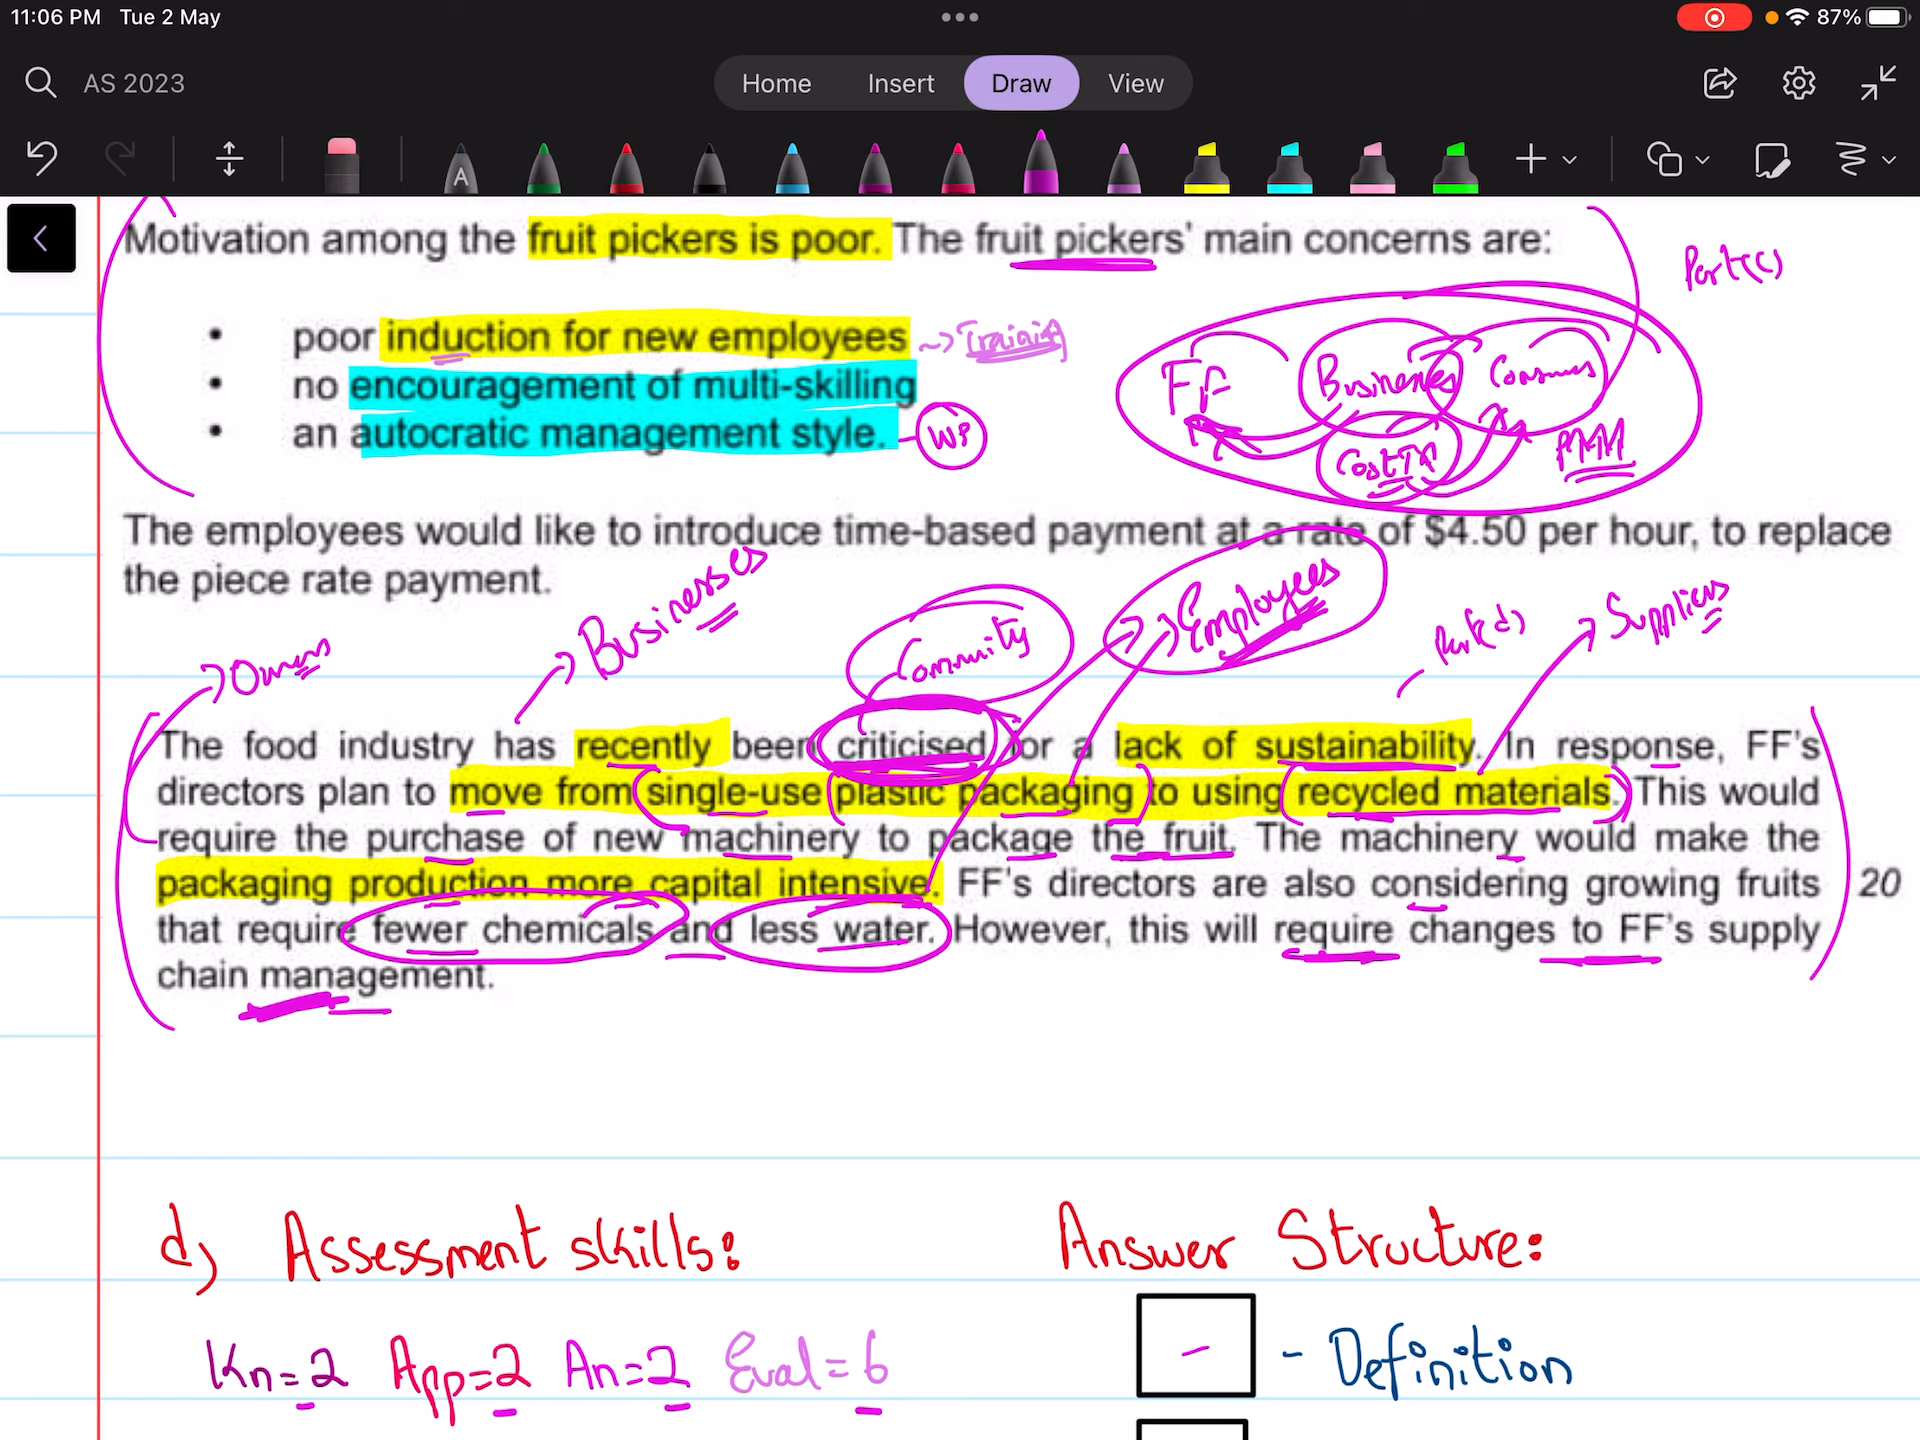 11:06 PM Tue 2 May
87%
AS 2023
Home Insert Draw View
A
Motivation among the fruit pickers is poor. The fruit pickers' main concerns are:
Part(c)
• poor induction for new employees
Training
• no encouragement of multi-skilling
• an autocratic management style.
FF Businesses Consumers
Cost
The employees would like to introduce time-based payment at a rate of $4.50 per hour, to replace
the piece rate payment.
Owners
Businesses
Community
Employees
Part(d)
Suppliers
The food industry has recently been criticised for a lack of sustainability. In response, FF's
directors plan to move from single-use plastic packaging to using recycled materials. This would
require the purchase of new machinery to package the fruit. The machinery would make the
packaging production more capital intensive. FF's directors are also considering growing fruits 20
that require fewer chemicals and less water. However, this will require changes to FF's supply
chain management.
d) Assessment skills:
Answer Structure:
Kn=2 App=2 An=2 Eval=6
- Definition